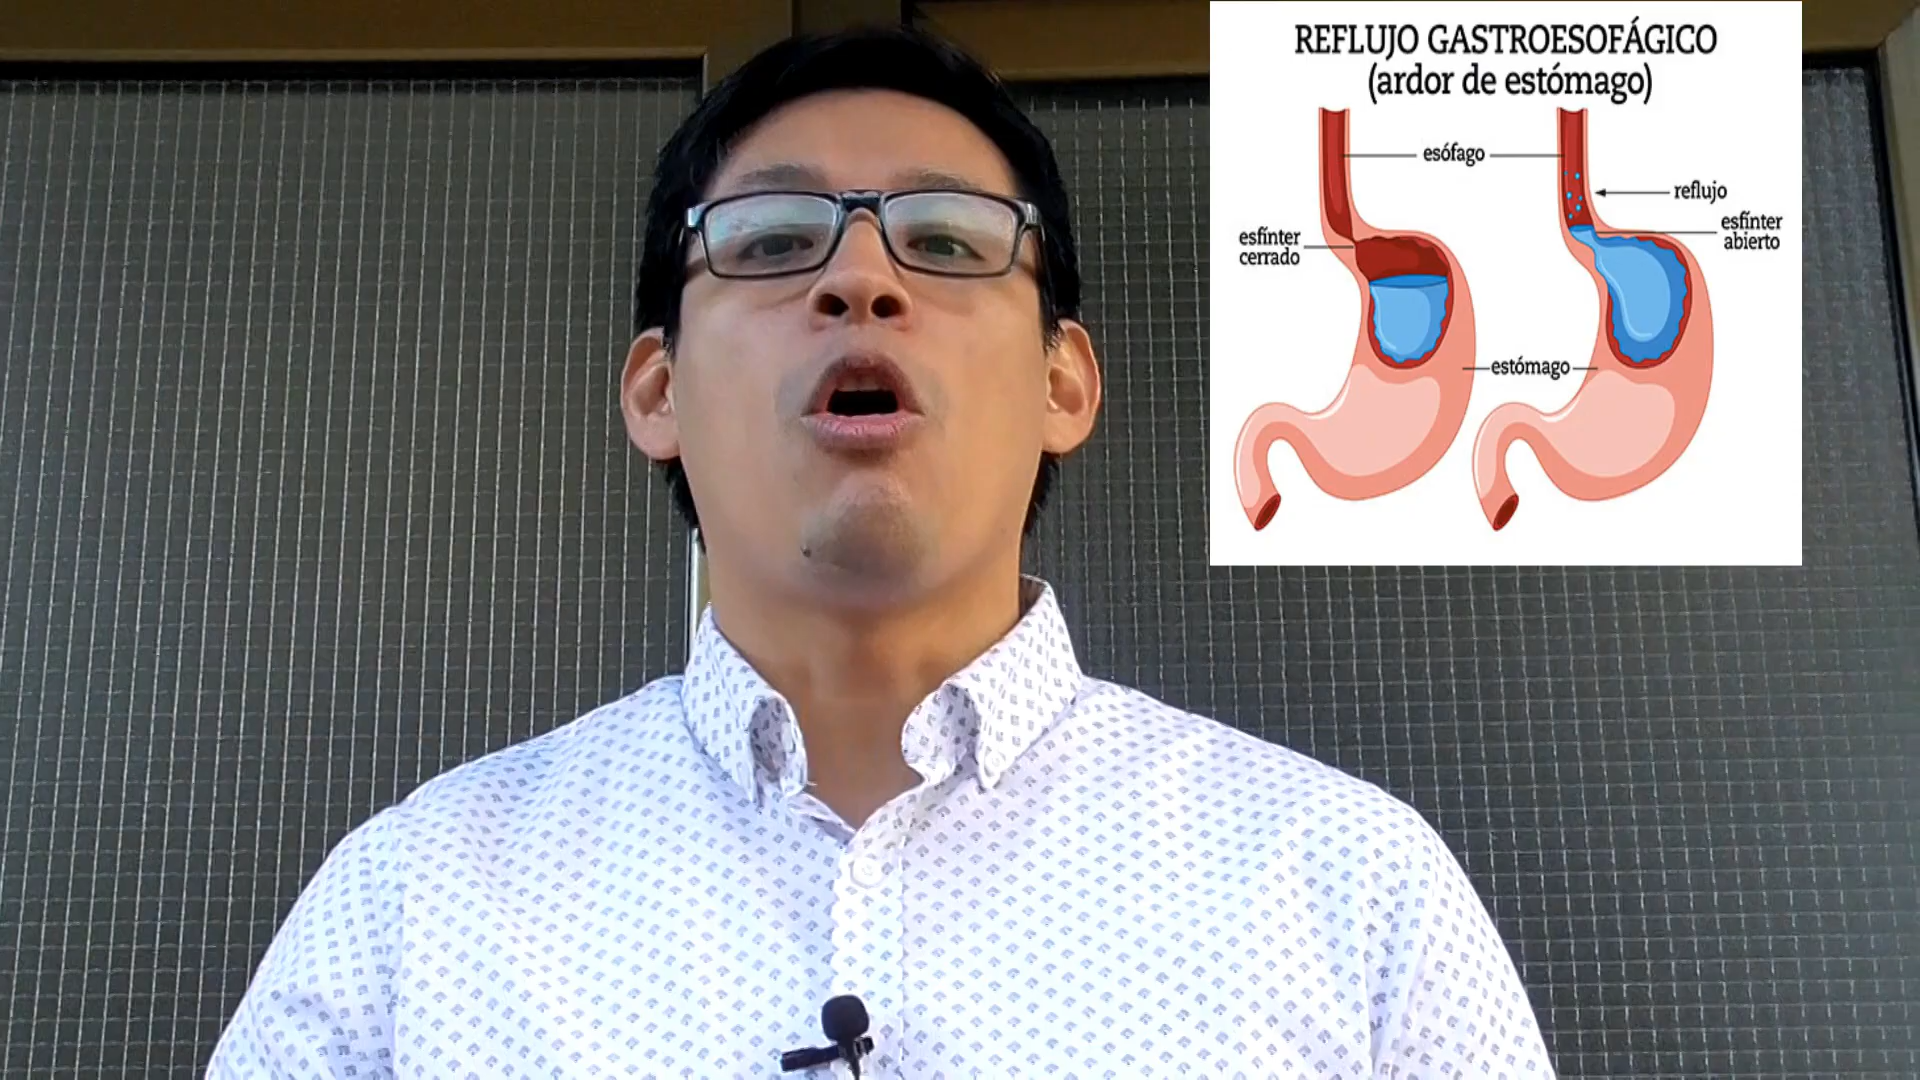 REFLUJO GASTROESOFÁGICO
(ardor de estómago)
esófago
reflujo
esfínter
abierto
esfínter
cerrado
estómago